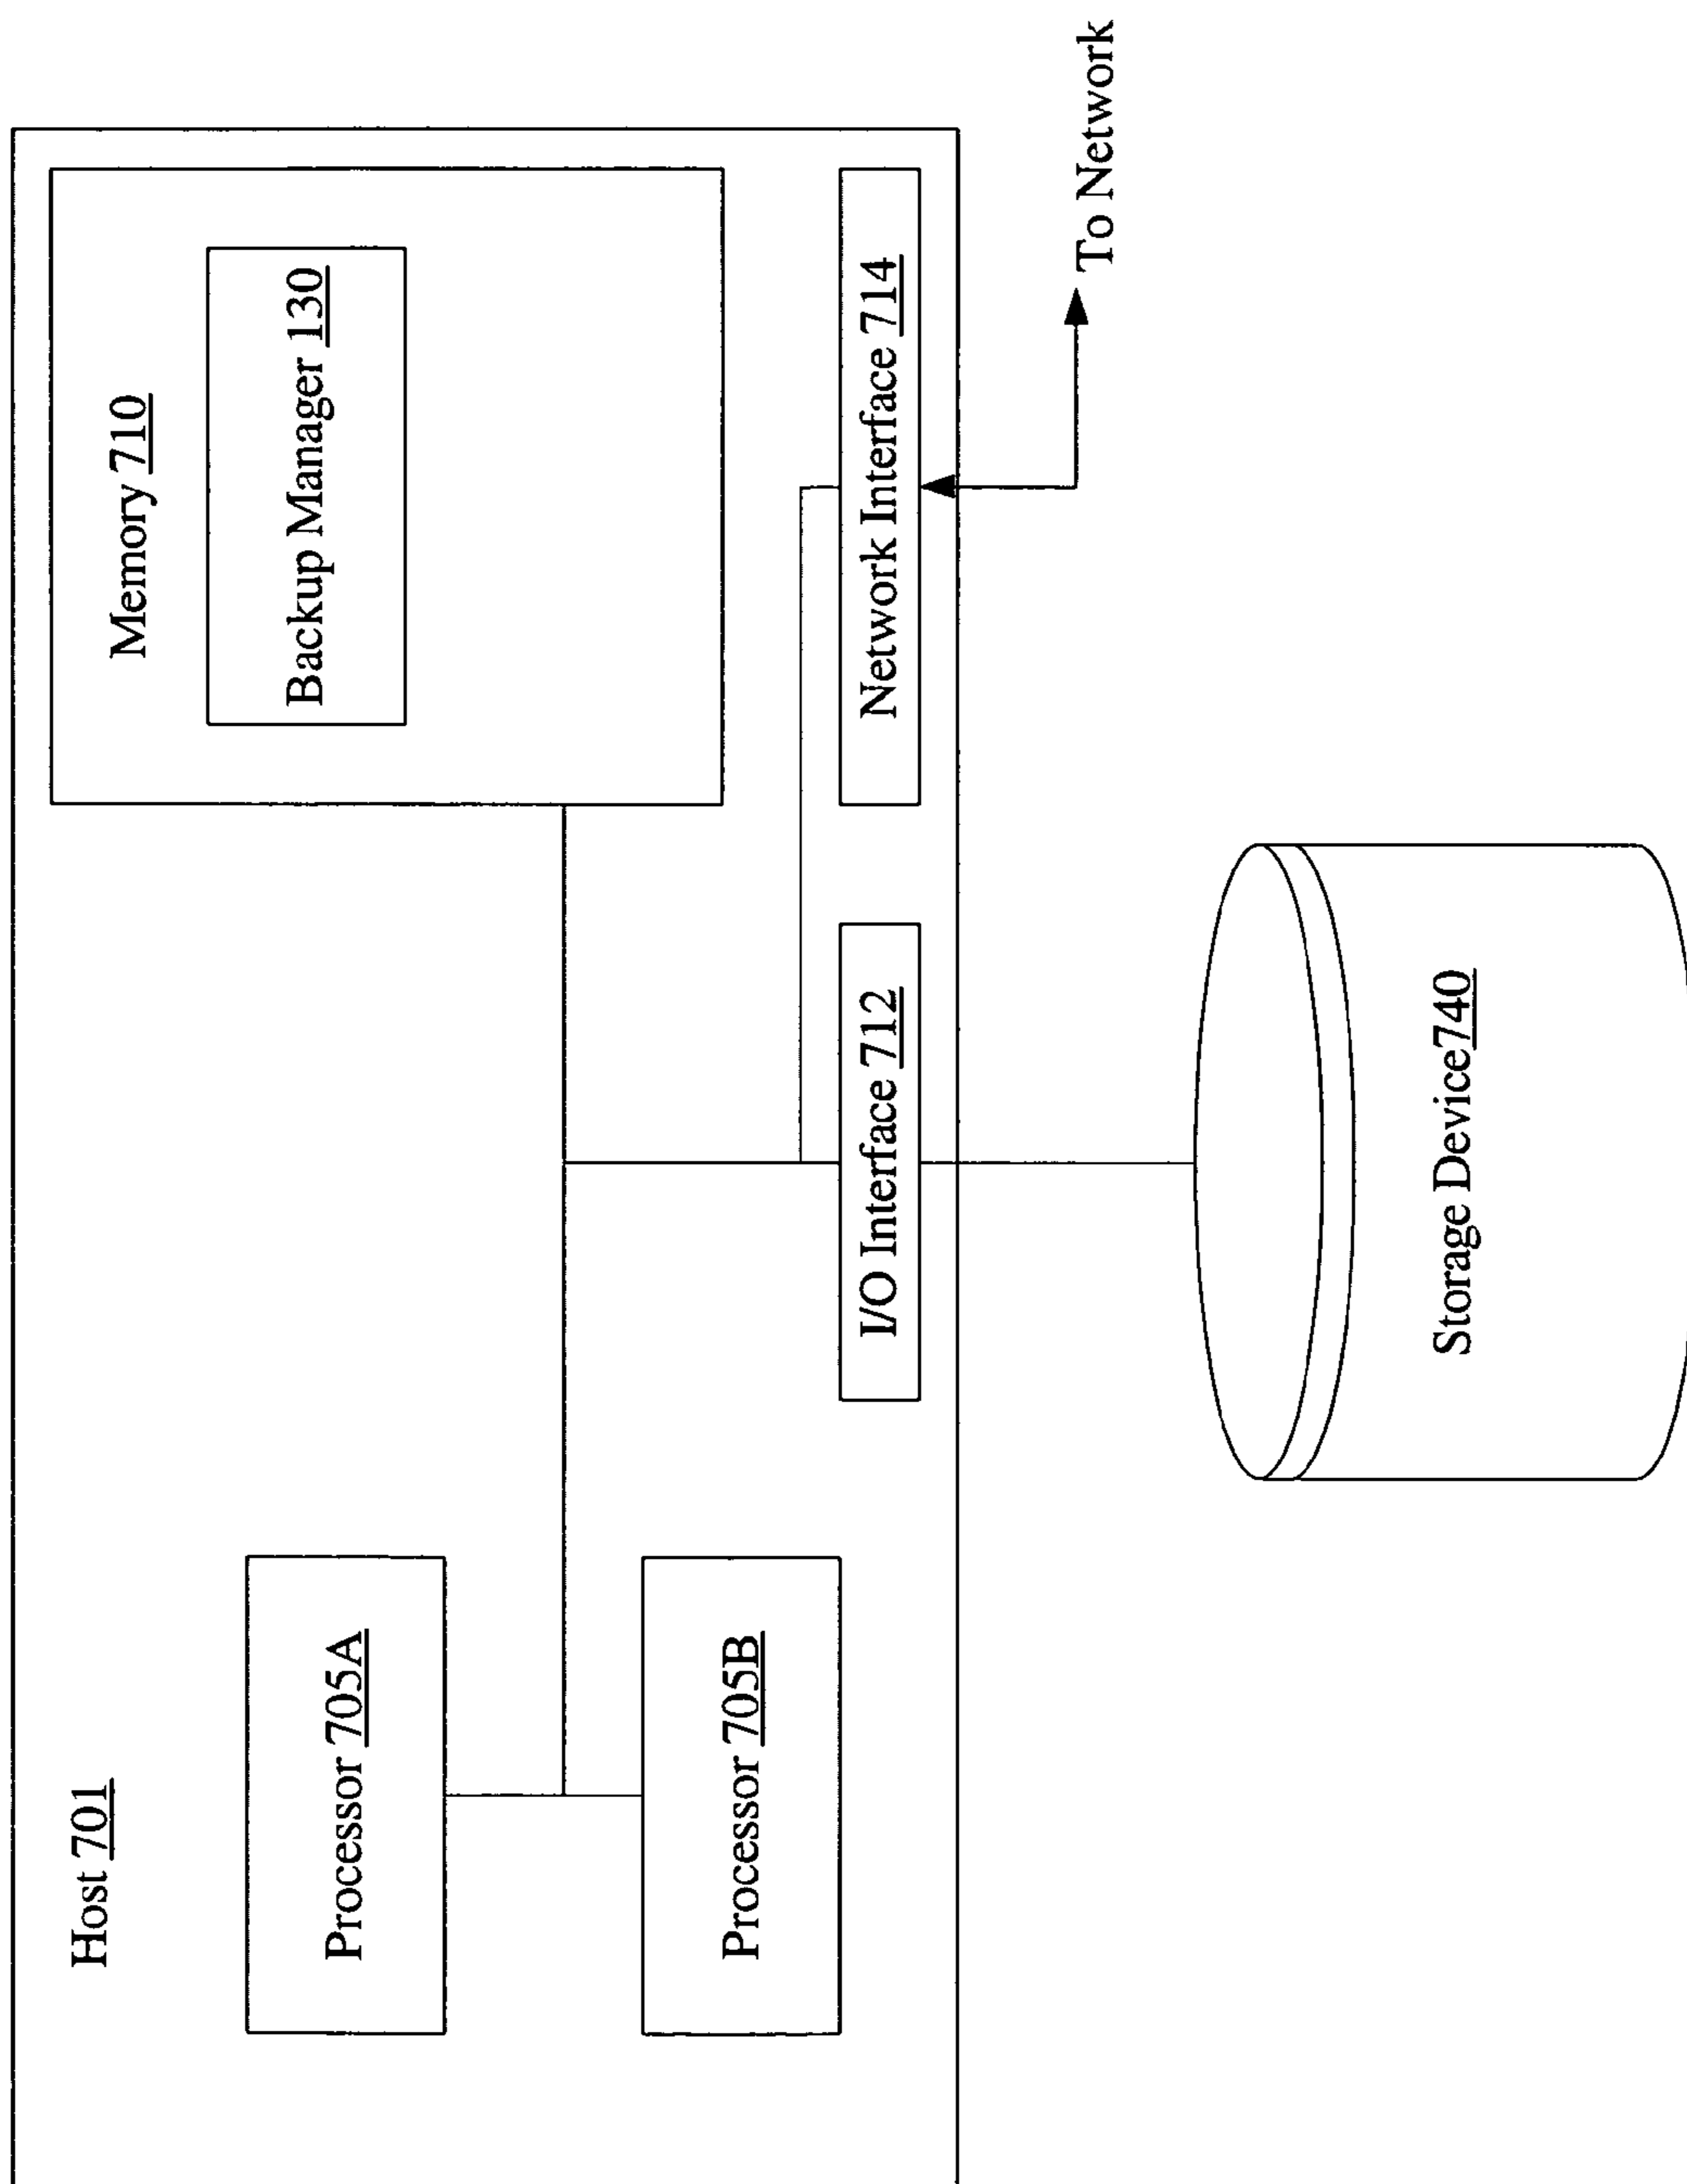 Host 701
Memory 710
Backup Manager 130
Processor 705A
Processor 705B
I/O Interface 712
Network Interface 714
To Network
Storage Device740